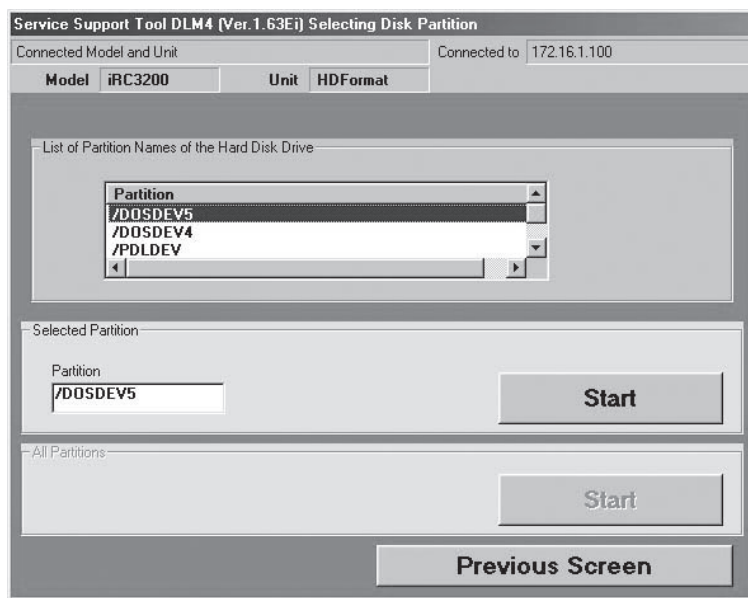 Service Support Tool DLM4 (Ver.1.63Ei) Selecting Disk Partition
Connected Model and Unit
Connected to 172.16.1.100
Model iRC3200 Unit HDFormat
List of Partition Names of the Hard Disk Drive
Partition
/DOSDEV5
/DOSDEV4
/PDLDEV
Selected Partition
Partition
/DOSDEV5
Start
All Partitions
Start
Previous Screen